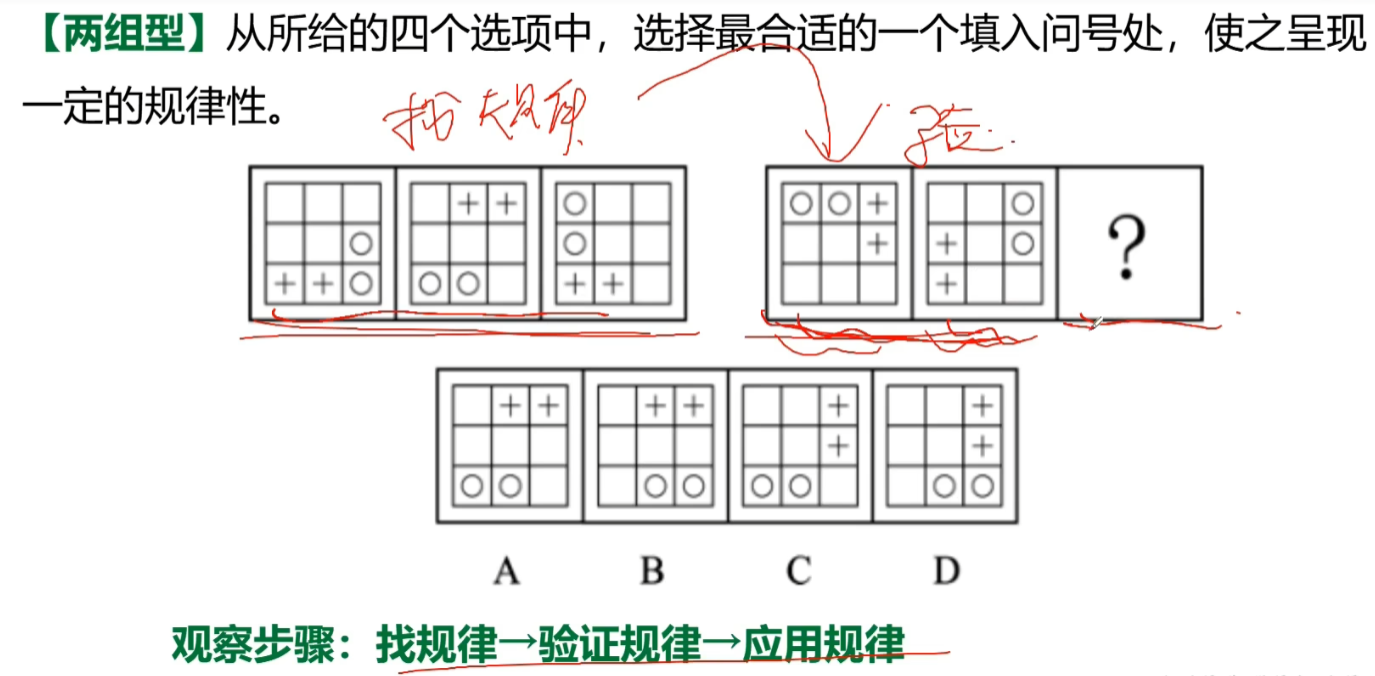 【两组型】从所给的四个选项中，选择最合适的一个填入问号处，使之呈现
一定的规律性。
找规律
验证
?
A B C D
观察步骤：找规律→验证规律→应用规律